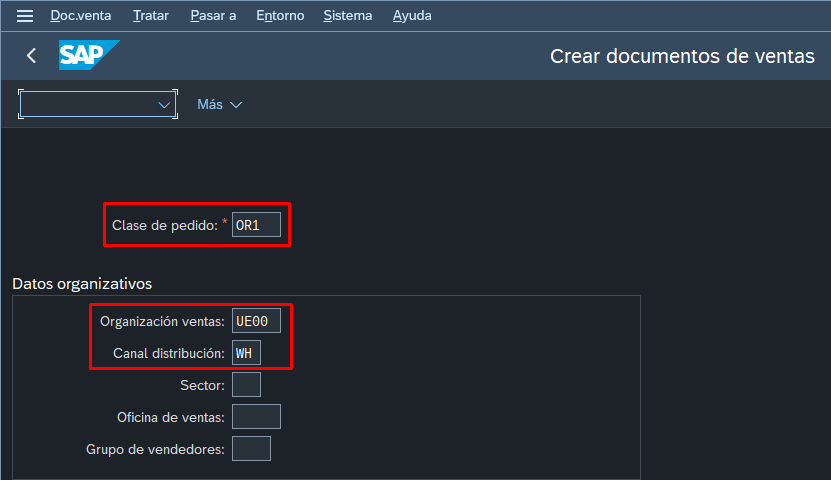 Doc.venta Tratar Pasar a Entorno Sistema Ayuda
SAP Crear documentos de ventas
Más
Clase de pedido: * OR1
Datos organizativos
Organización ventas: UE00
Canal distribución: WH
Sector:
Oficina de ventas:
Grupo de vendedores: